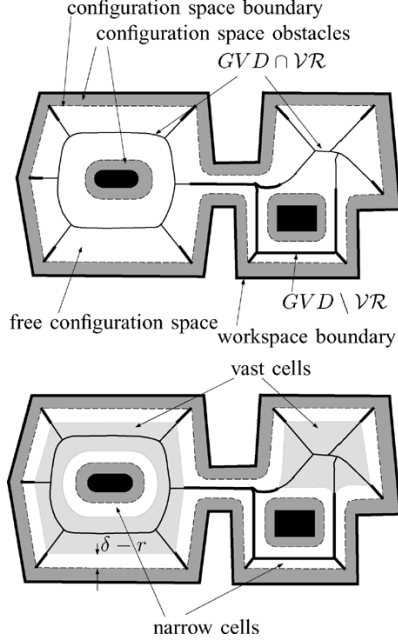 configuration space boundary
configuration space obstacles
GVD ∩ VR
free configuration space
GVD \ VR
workspace boundary
vast cells
δ − r
narrow cells